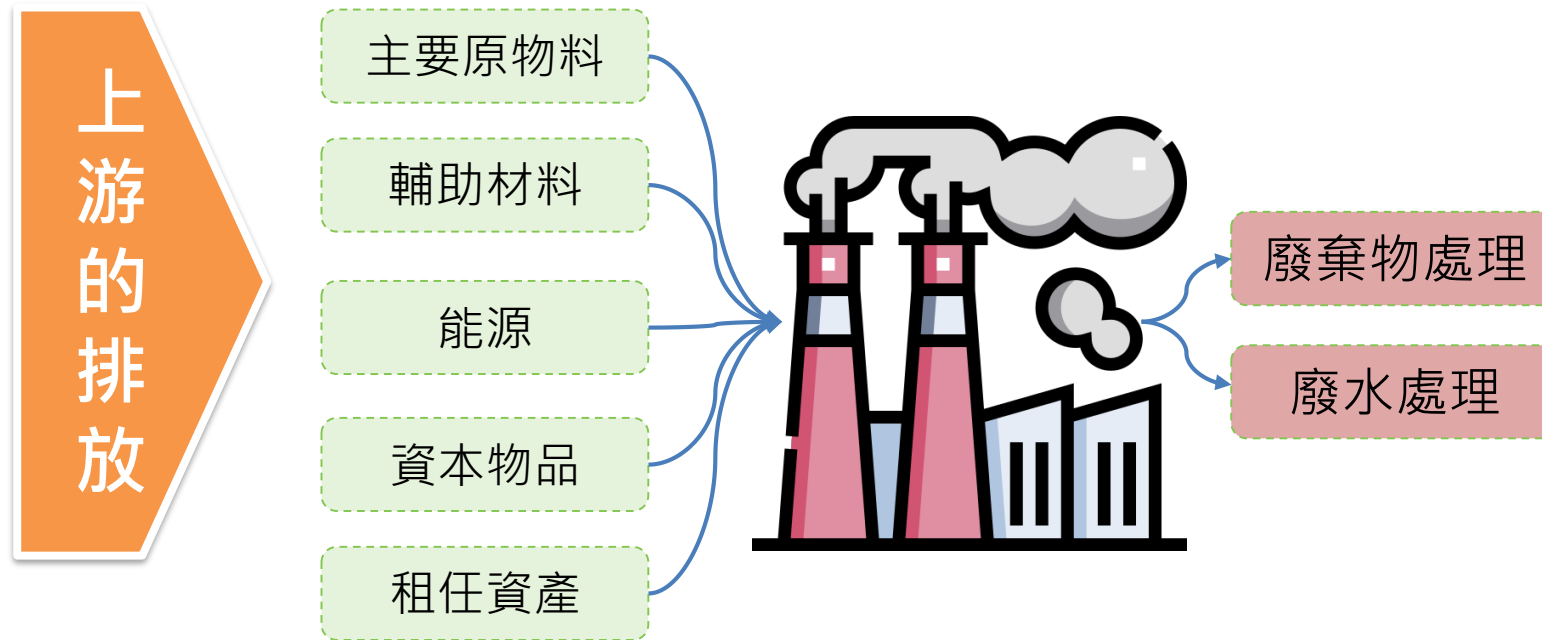 上游的排放
主要原物料
輔助材料
能源
資本物品
租任資產
廢棄物處理
廢水處理